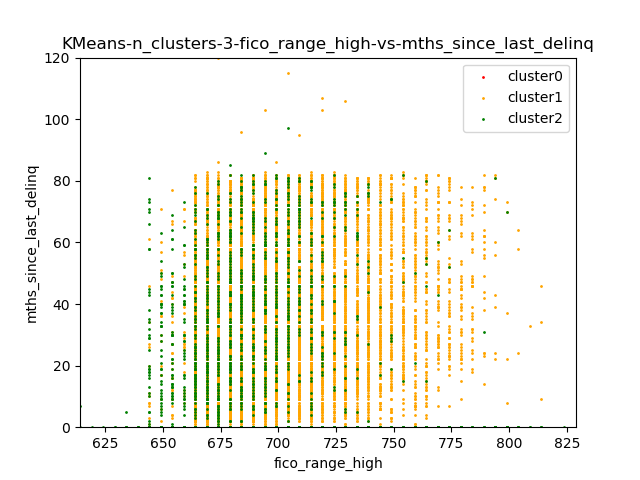 KMeans-n_clusters-3-fico_range_high-vs-mths_since_last_delinq
120
100
80
60
40
20
0
mths_since_last_delinq
cluster0
cluster1
cluster2
625 650 675 700 725 750 775 800 825
fico_range_high